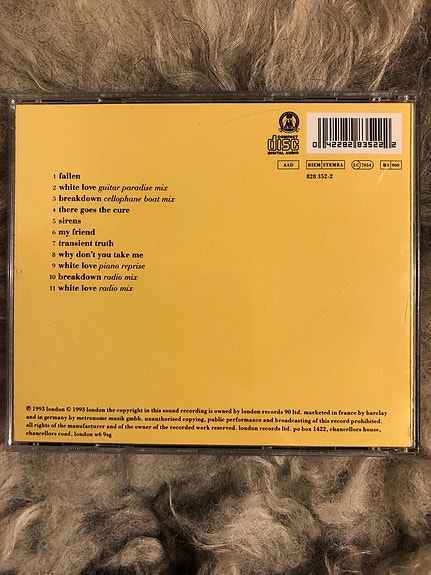 COMPACT
disc
DIGITAL AUDIO
0 42282 83522 2
AAD
BIEM STEMRA
LC 7654
BA 900
828 352-2
1 fallen
2 white love guitar paradise mix
3 breakdown cellophane boat mix
4 there goes the cure
5 sirens
6 my friend
7 transient truth
8 why don't you take me
9 white love piano reprise
10 breakdown radio mix
11 white love radio mix
℗ 1993 london © 1993 london the copyright in this sound recording is owned by london records 90 ltd. marketed in france by barclay
and in germany by metronome musik gmbh. unauthorised copying, public performance and broadcasting of this record prohibited.
all rights of the manufacturer and of the owner of the recorded work reserved. london records ltd. po box 1422, chancellors house,
chancellors road, london w6 9sg